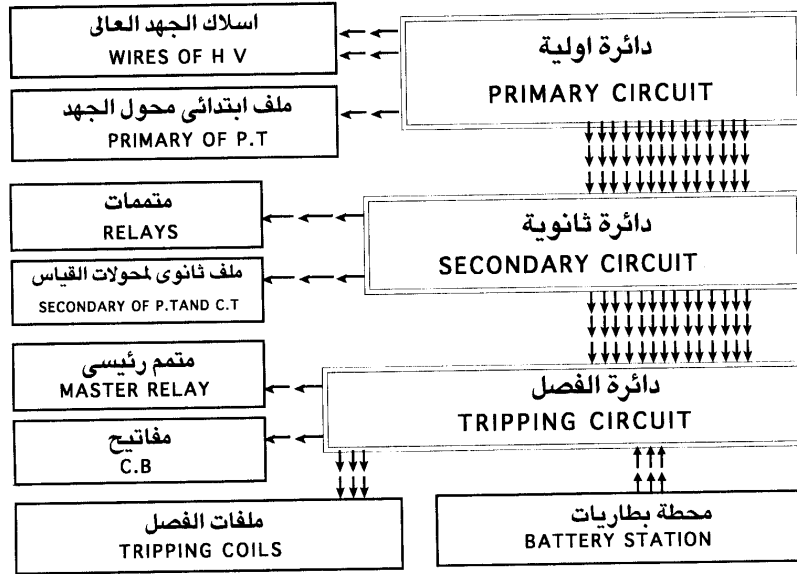 اسلاك الجهد العالى
WIRES OF H V
دائرة اولية
PRIMARY CIRCUIT
ملف ابتدائى محول الجهد
PRIMARY OF P.T
متممات
RELAYS
دائرة ثانوية
SECONDARY CIRCUIT
ملف ثانوى لمحولات القياس
SECONDARY OF P.TAND C.T
متمم رئيسى
MASTER RELAY
دائرة الفصل
TRIPPING CIRCUIT
مفاتيح
C.B
ملفات الفصل
TRIPPING COILS
محطة بطاريات
BATTERY STATION